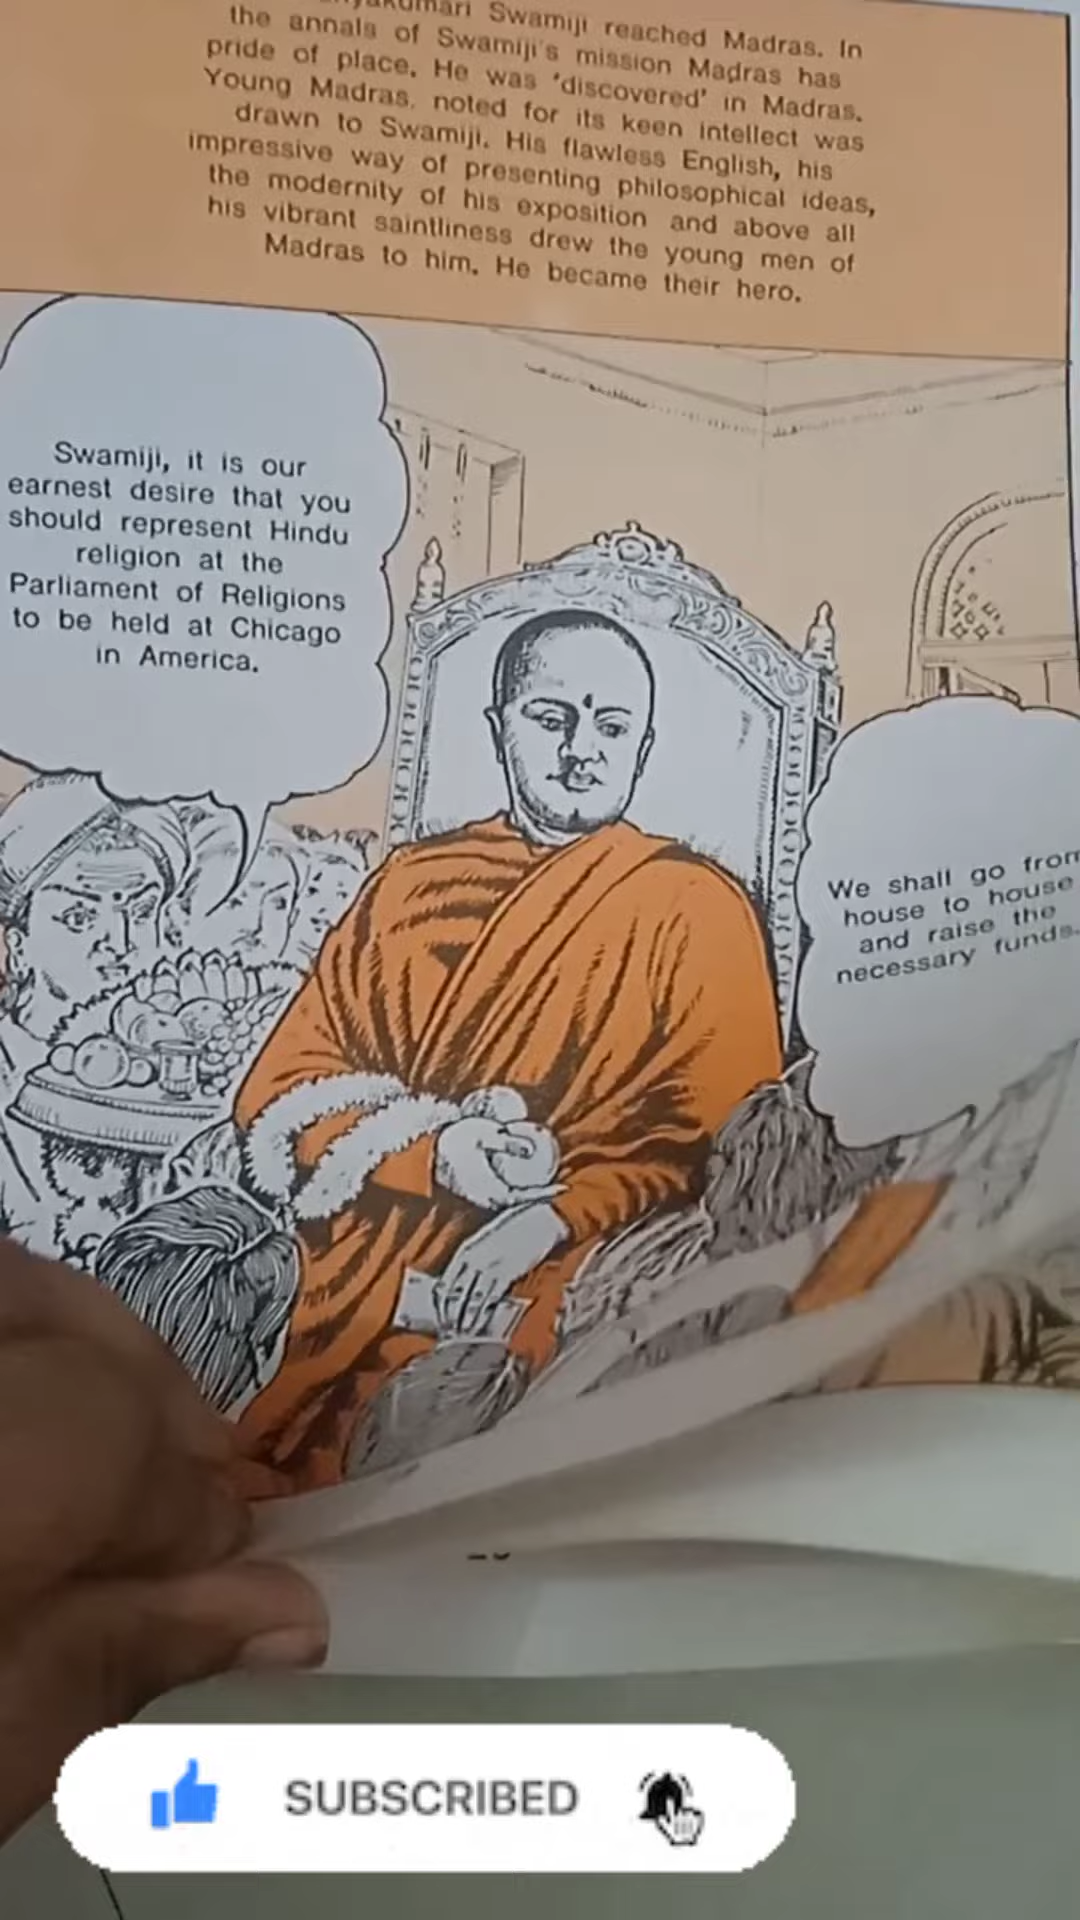 Swamiji reached Madras. In
the annals of Swamiji's mission Madras has
pride of place. He was 'discovered' in Madras.
Young Madras, noted for its keen intellect was
drawn to Swamiji. His flawless English, his
impressive way of presenting philosophical ideas,
the modernity of his exposition and above all
his vibrant saintliness drew the young men of
Madras to him. He became their hero.
Swamiji, it is our
earnest desire that you
should represent Hindu
religion at the
Parliament of Religions
to be held at Chicago
in America.
We shall go from
house to house
and raise the
necessary funds.
SUBSCRIBED